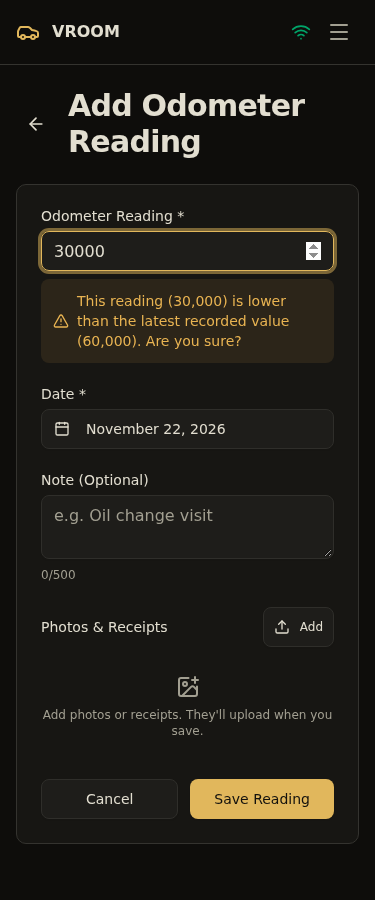 VROOM
Add Odometer
Reading
Odometer Reading *
30000
This reading (30,000) is lower
than the latest recorded value
(60,000). Are you sure?
Date *
November 22, 2026
Note (Optional)
e.g. Oil change visit
0/500
Photos & Receipts
Add
Add photos or receipts. They'll upload when you
save.
Cancel
Save Reading